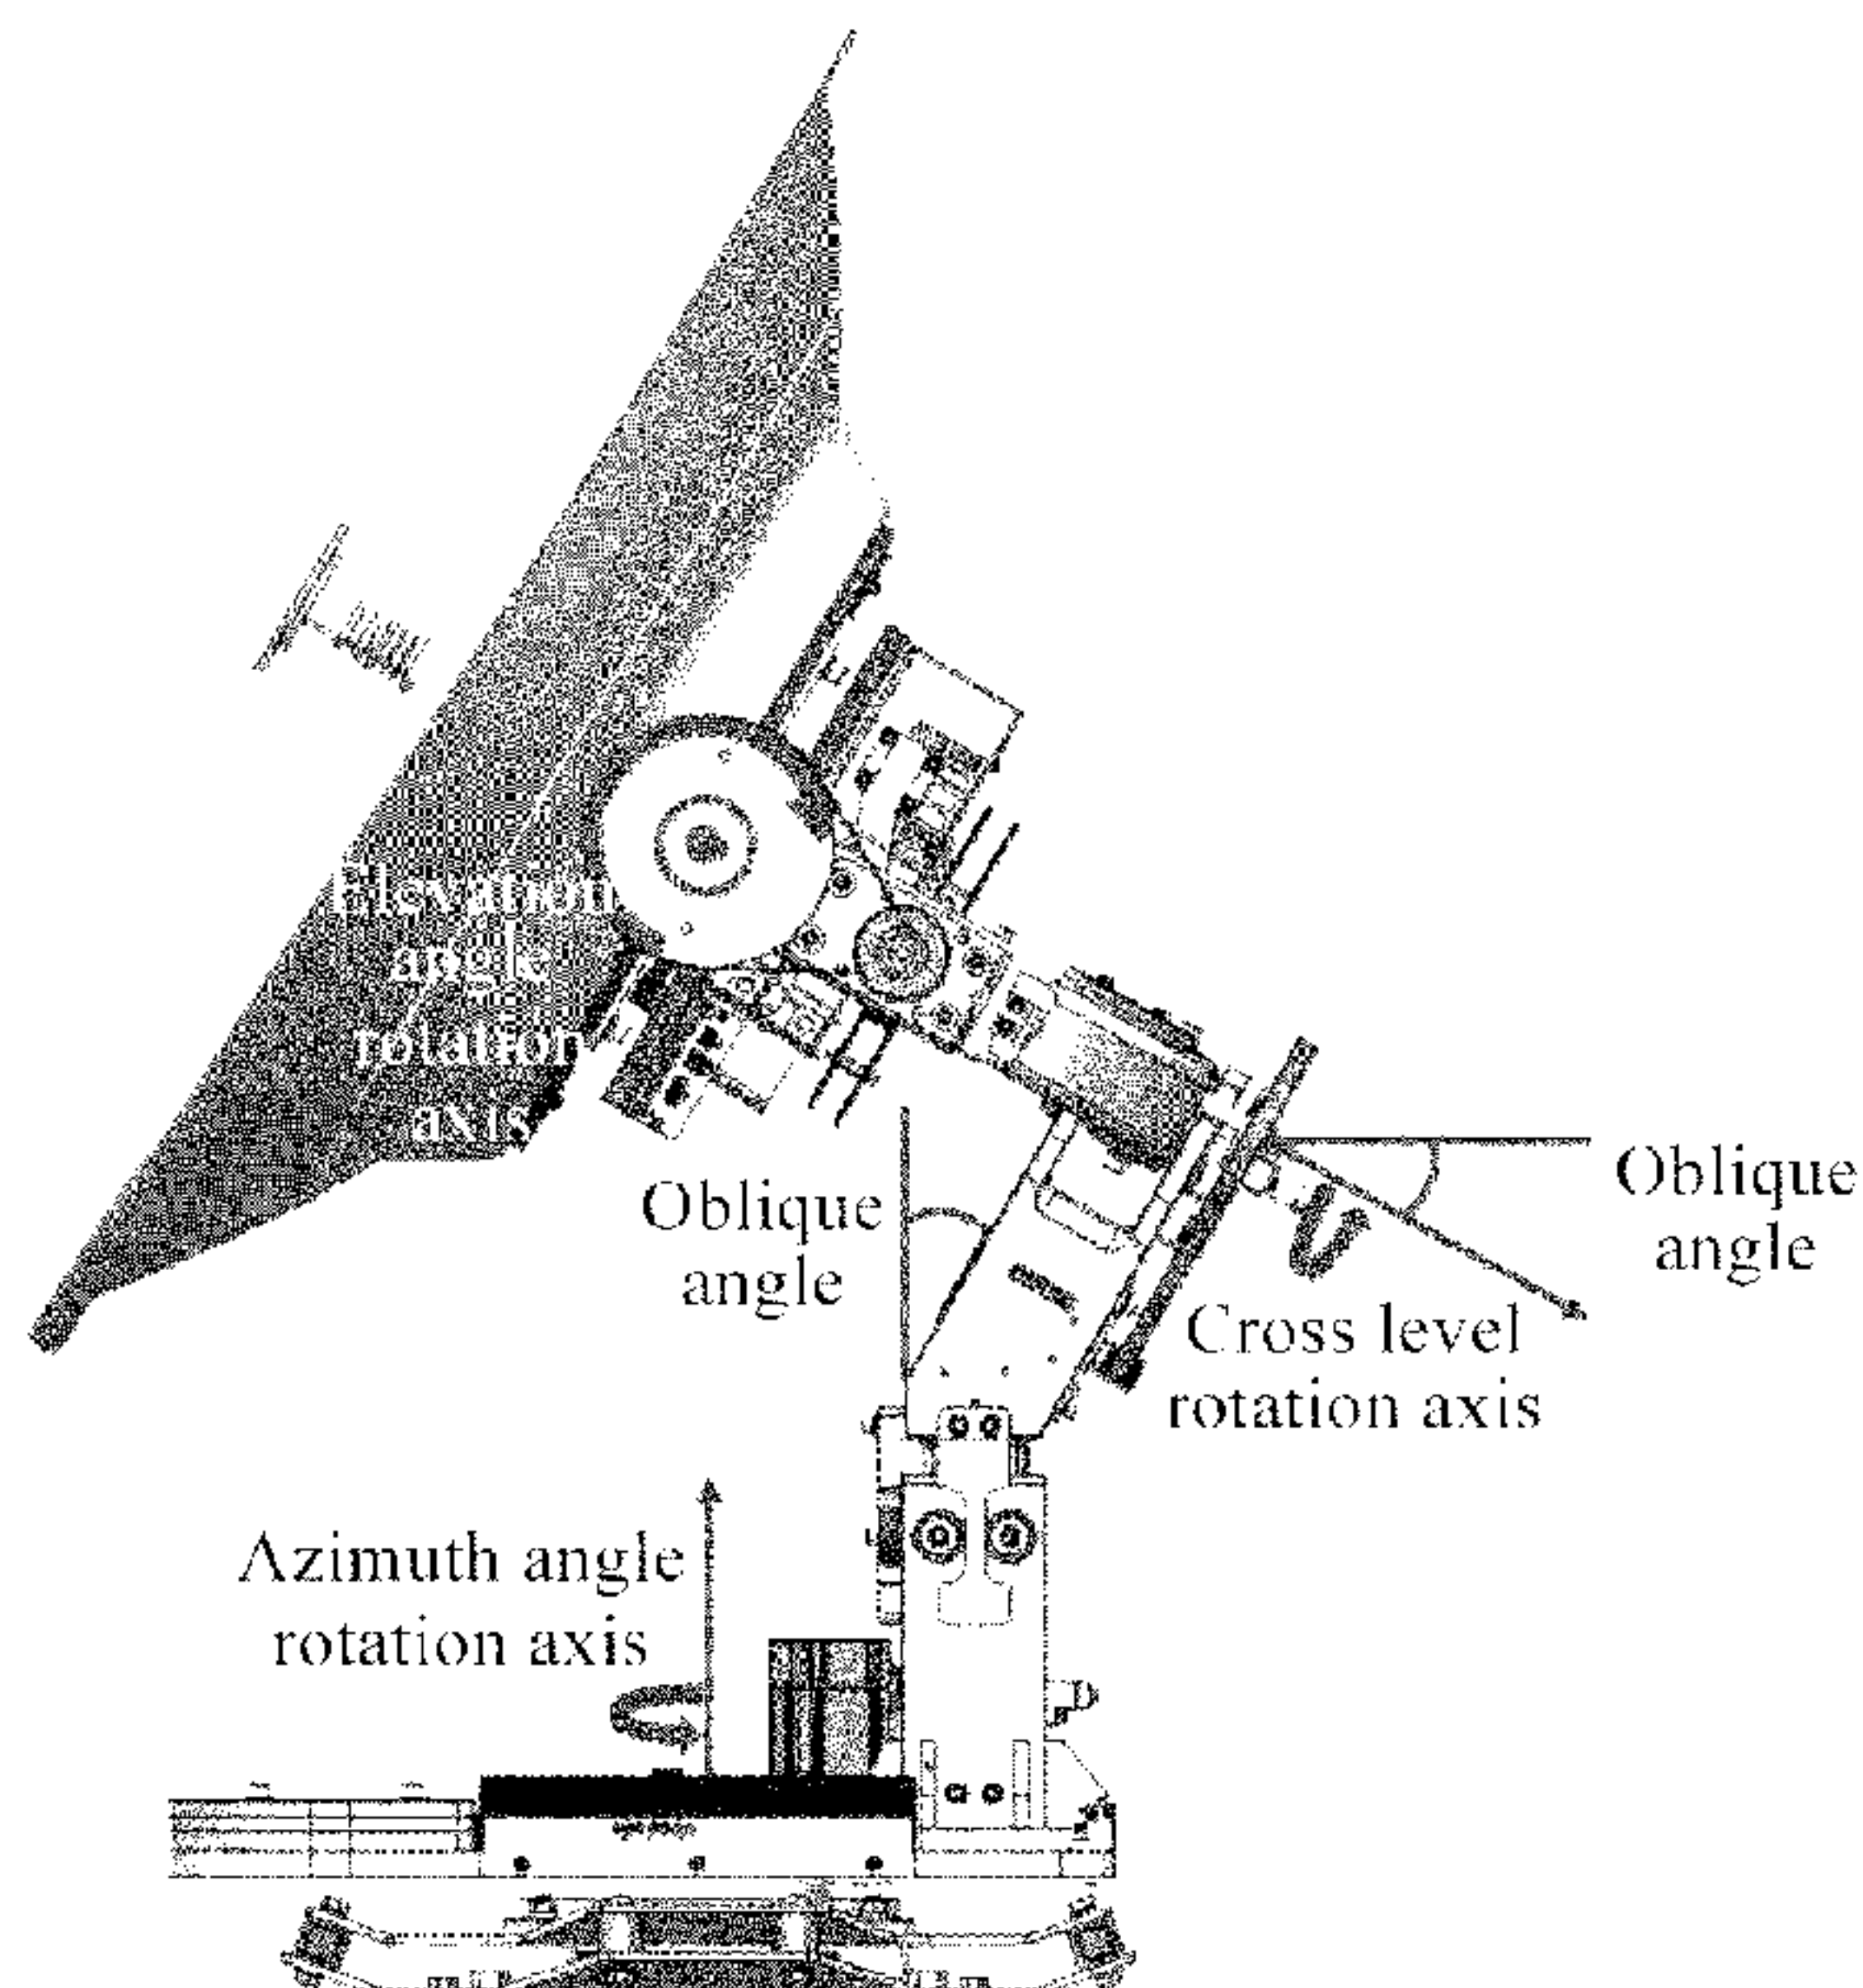 Elevation
angle
rotation
axis
Oblique
angle
Oblique
angle
Cross level
rotation axis
Azimuth angle
rotation axis